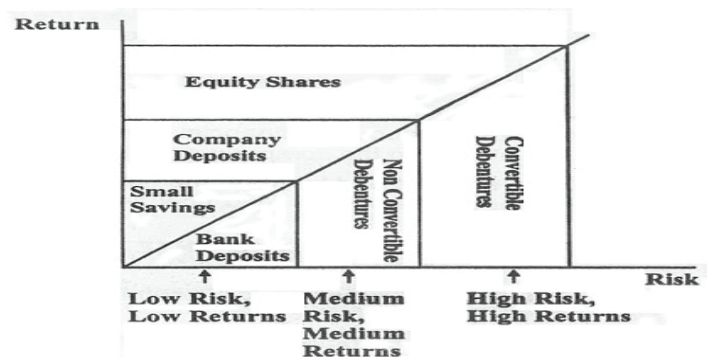 Return
Equity Shares
Company
Deposits
Non Convertible
Debentures
Convertible
Debentures
Small
Savings
Bank
Deposits
Risk
Low Risk,
Low Returns
Medium
Risk,
Medium
Returns
High Risk,
High Returns